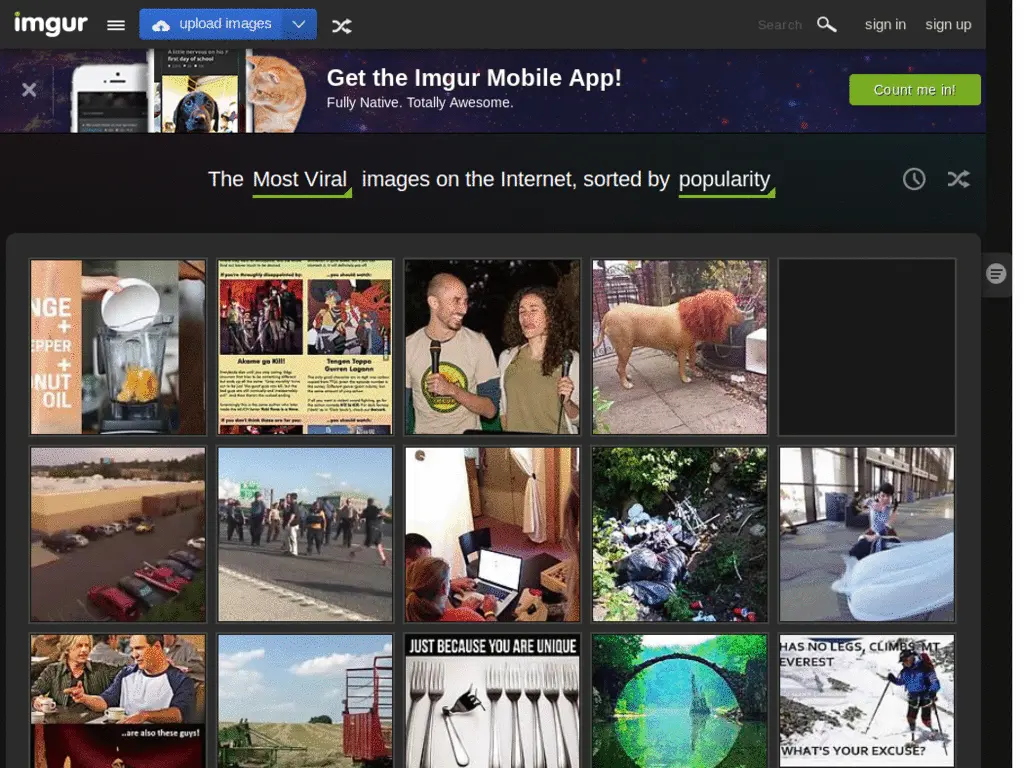 imgur
upload images
Search
sign in
sign up
first day of school
Get the Imgur Mobile App!
Fully Native. Totally Awesome.
Count me in!
The Most Viral images on the Internet, sorted by popularity
NGE
+
EPPER
+
NUT
OIL
If you're throughly disappointed by:
...you should watch:
Akame ga Kill!
Tengen Toppa
Gurren Lagann
If you don't think these are for you:
...you should watch:
..are also these guys!
JUST BECAUSE YOU ARE UNIQUE
HAS NO LEGS, CLIMBS MT
EVEREST
WHAT'S YOUR EXCUSE?